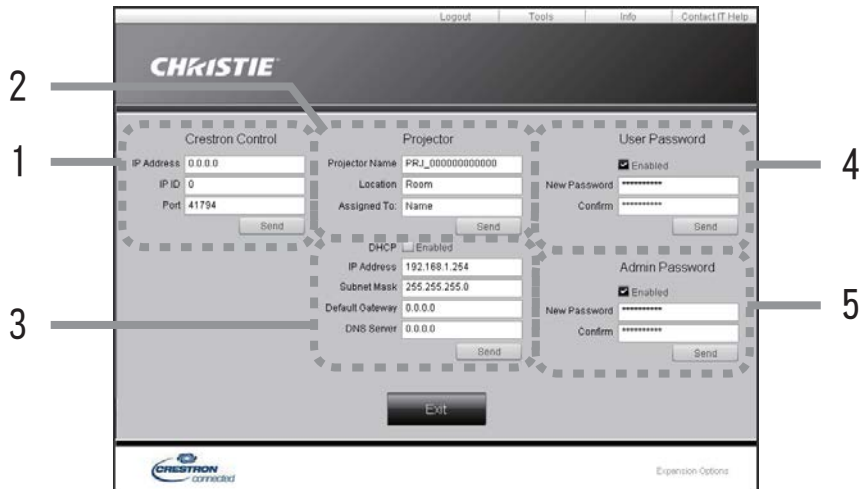 Logout Tools Info Contact IT Help
CHRISTIE
2
1
3
4
5
Crestron Control
IP Address 0.0.0.0
IP ID 0
Port 41794
Send
Projector
Projector Name PRJ_000000000000
Location Room
Assigned To: Name
Send
DHCP Enabled
IP Address 192.168.1.254
Subnet Mask 255.255.255.0
Default Gateway 0.0.0.0
DNS Server 0.0.0.0
Send
User Password
Enabled
New Password **********
Confirm **********
Send
Admin Password
Enabled
New Password **********
Confirm **********
Send
Exit
CRESTRON
connected
Expansion Options